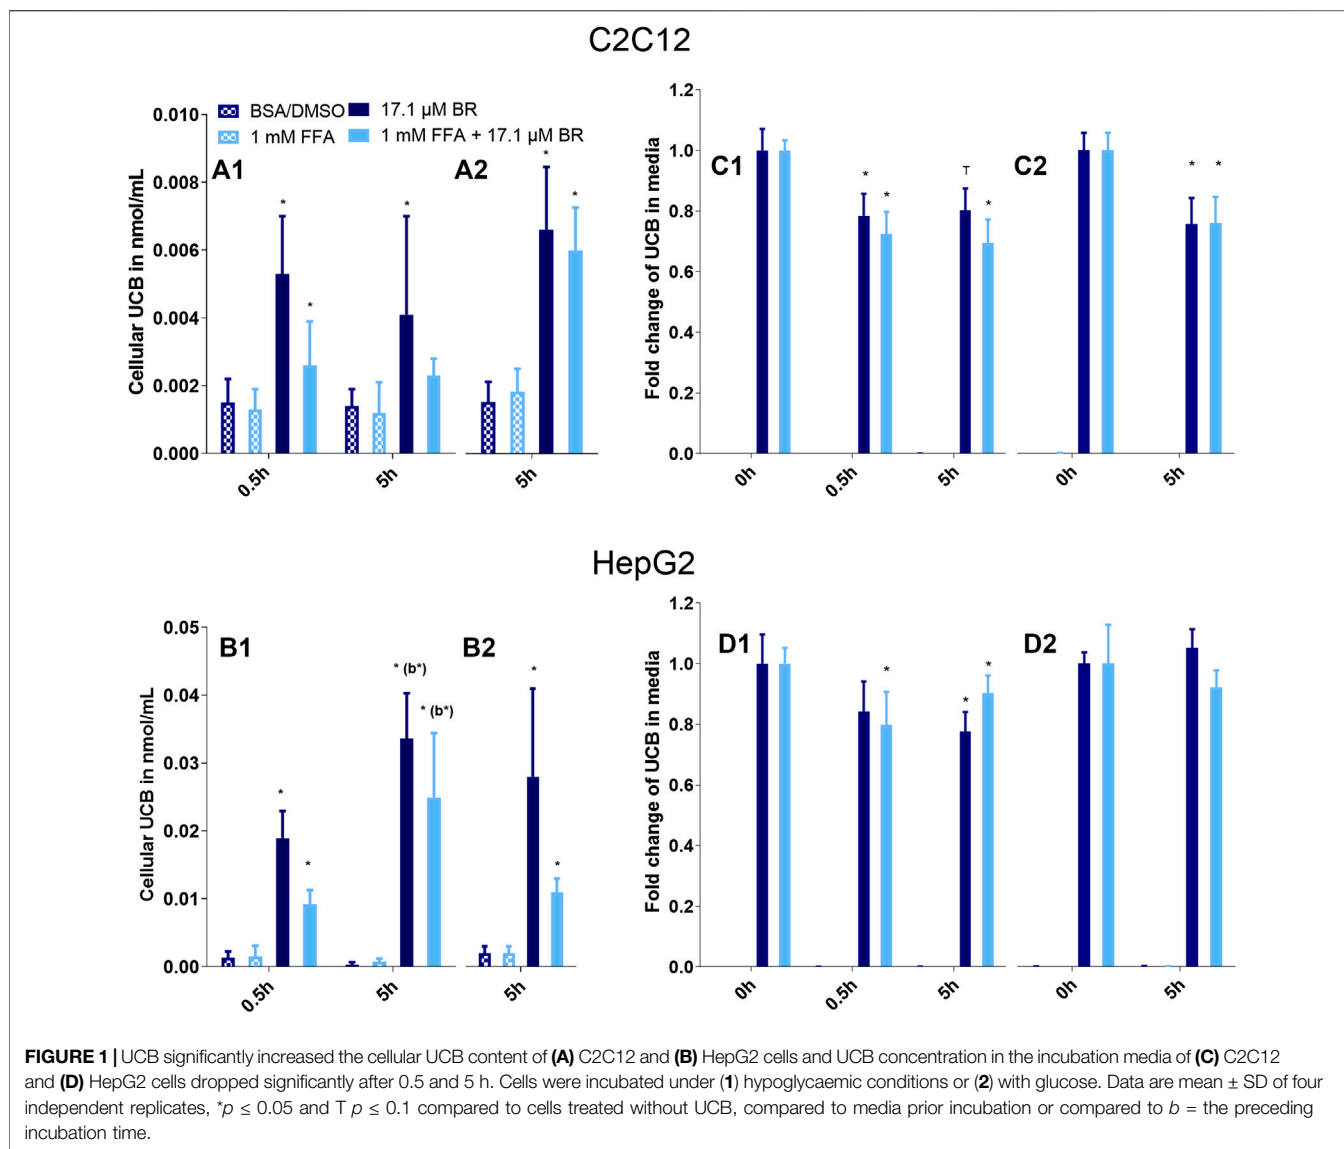 C2C12
BSA/DMSO 17.1 µM BR
1 mM FFA 1 mM FFA + 17.1 µM BR
A1
A2
Cellular UCB in nmol/mL
0.010
0.008
0.006
0.004
0.002
0.000
* * * * *
0.5h 5h 5h
C1
C2
Fold change of UCB in media
1.2
1.0
0.8
0.6
0.4
0.2
0.0
* * T * * *
0h 0.5h 5h 0h 5h
HepG2
B1
B2
Cellular UCB in nmol/mL
0.05
0.04
0.03
0.02
0.01
0.00
* * * (b*) * (b*) * *
0.5h 5h 5h
D1
D2
Fold change of UCB in media
1.2
1.0
0.8
0.6
0.4
0.2
0.0
* * *
0h 0.5h 5h 0h 5h
FIGURE 1 | UCB significantly increased the cellular UCB content of (A) C2C12 and (B) HepG2 cells and UCB concentration in the incubation media of (C) C2C12
and (D) HepG2 cells dropped significantly after 0.5 and 5 h. Cells were incubated under (1) hypoglycaemic conditions or (2) with glucose. Data are mean ± SD of four
independent replicates, *p ≤ 0.05 and T p ≤ 0.1 compared to cells treated without UCB, compared to media prior incubation or compared to b = the preceding
incubation time.